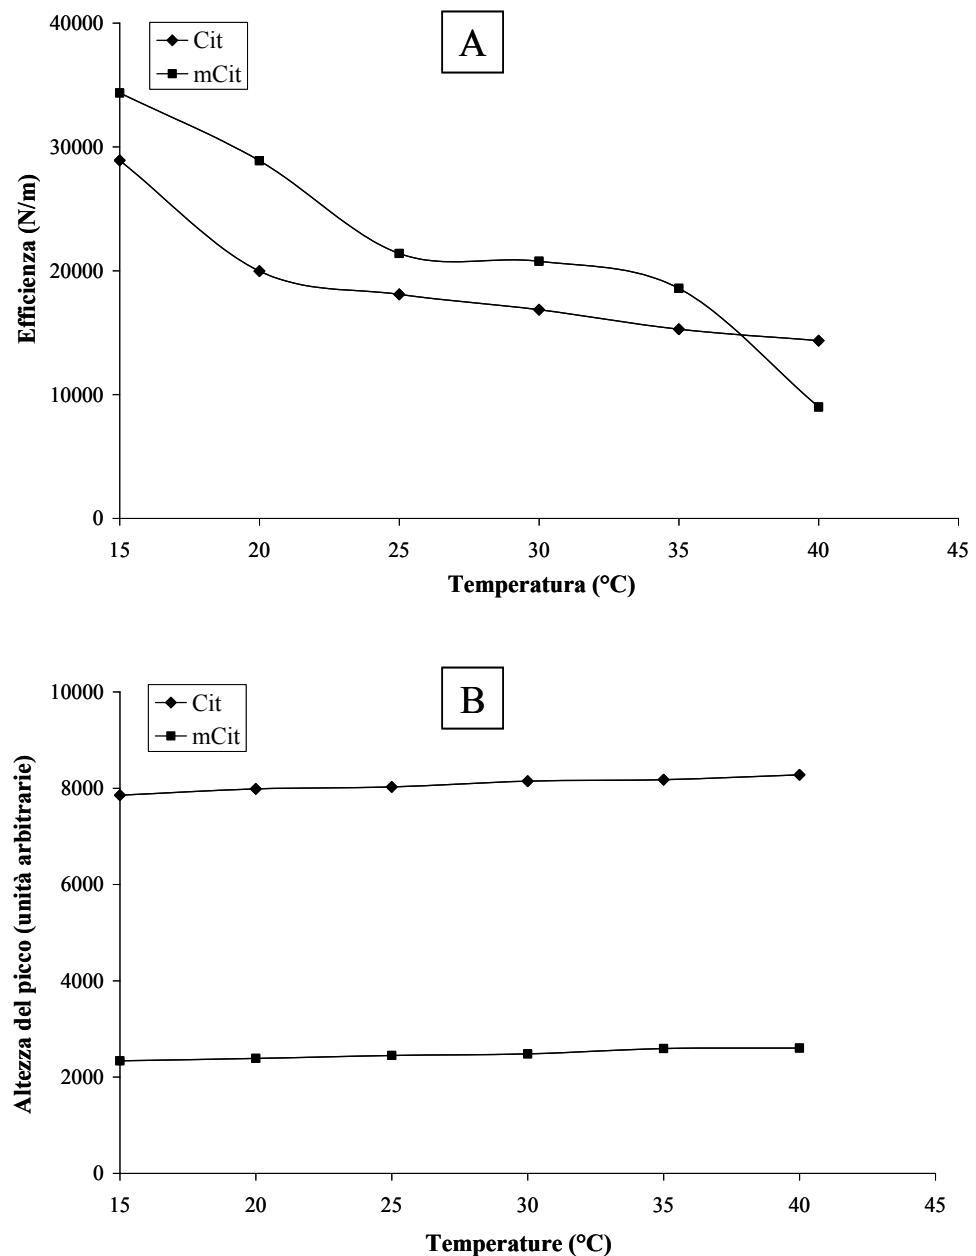 A
Cit
mCit
40000
30000
20000
10000
0
Efficienza (N/m)
15 20 25 30 35 40 45
Temperatura (°C)
B
Cit
mCit
10000
8000
6000
4000
2000
0
Altezza del picco (unità arbitrarie)
15 20 25 30 35 40 45
Temperature (°C)